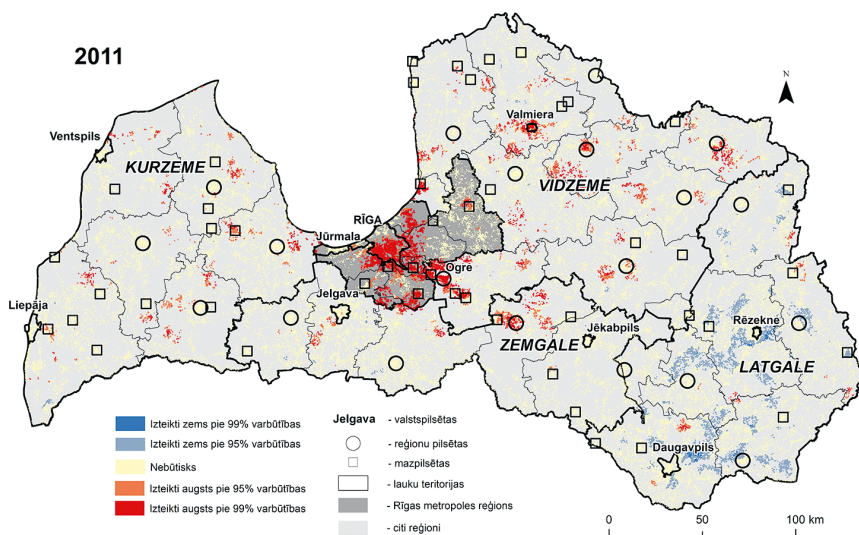 2011
N
Ventspils
KURZEME
Valmiera
VIDZEME
RĪGA
Jūrmala
Ogre
Jelgava
Liepāja
Jēkabpils
Rēzekne
ZEMGALE
LATGALE
Daugavpils
Izteikti zems pie 99% varbūtības
Izteikti zems pie 95% varbūtības
Nebūtisks
Izteikti augsts pie 95% varbūtības
Izteikti augsts pie 99% varbūtības
Jelgava - valstspilsētas
- reģionu pilsētas
- mazpilsētas
- lauku teritorijas
- Rīgas metropoles reģions
- citi reģioni
0 50 100 km